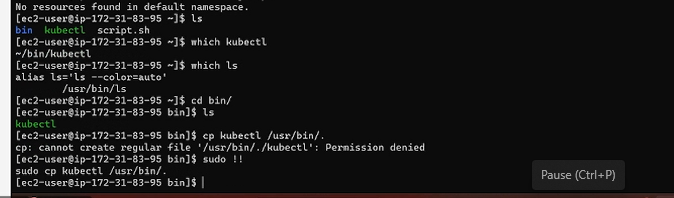 No resources found in default namespace.
[ec2-user@ip-172-31-83-95 ~]$ ls
bin kubectl script.sh
[ec2-user@ip-172-31-83-95 ~]$ which kubectl
~/bin/kubectl
[ec2-user@ip-172-31-83-95 ~]$ which ls
alias ls='ls --color=auto'
/usr/bin/ls
[ec2-user@ip-172-31-83-95 ~]$ cd bin/
[ec2-user@ip-172-31-83-95 bin]$ ls
kubectl
[ec2-user@ip-172-31-83-95 bin]$ cp kubectl /usr/bin/.
cp: cannot create regular file '/usr/bin/./kubectl': Permission denied
[ec2-user@ip-172-31-83-95 bin]$ sudo !!
sudo cp kubectl /usr/bin/.
[ec2-user@ip-172-31-83-95 bin]$
Pause (Ctrl+P)